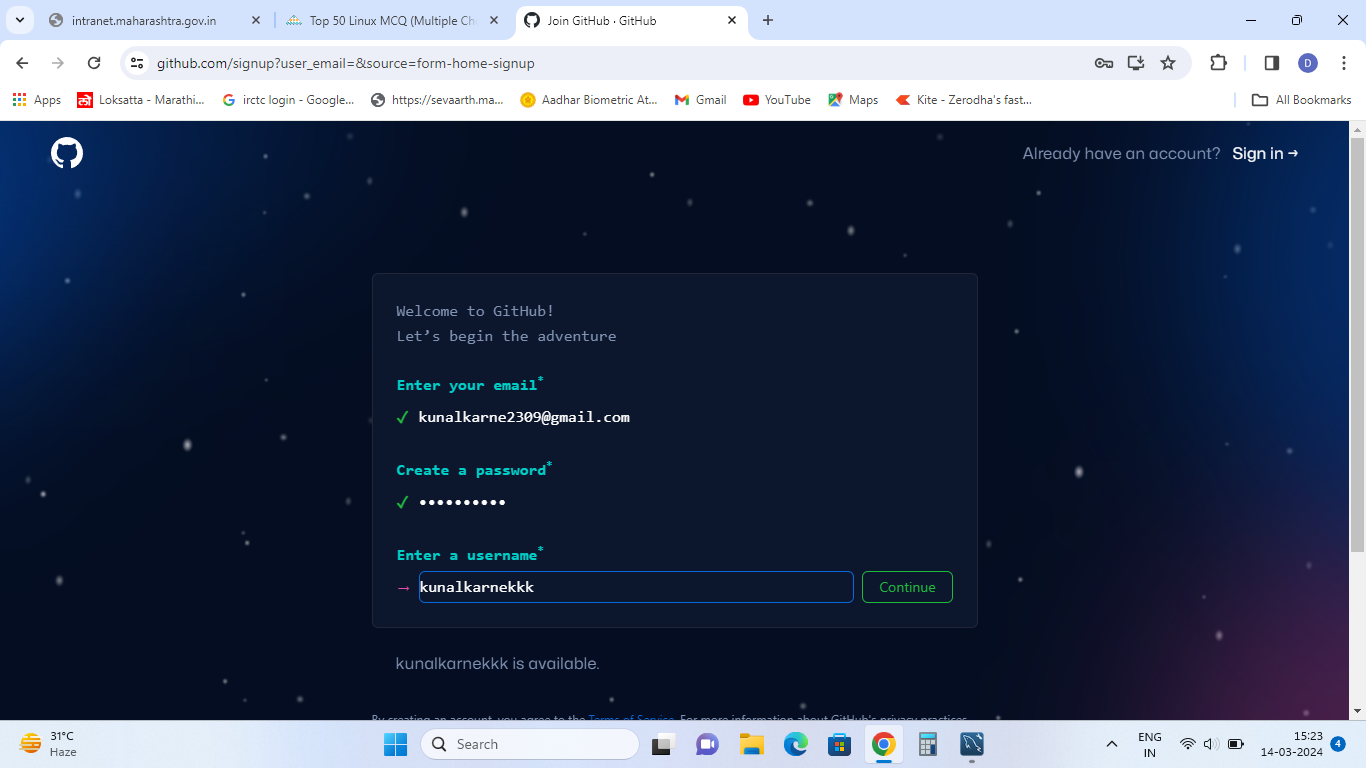 intranet.maharashtra.gov.in
Top 50 Linux MCQ (Multiple Ch
Join GitHub · GitHub
github.com/signup?user_email=&source=form-home-signup
D
Apps
Loksatta - Marathi...
irctc login - Google...
https://sevaarth.ma...
Aadhar Biometric At...
Gmail
YouTube
Maps
Kite - Zerodha's fast...
All Bookmarks
Already have an account? Sign in →
Welcome to GitHub!
Let's begin the adventure
Enter your email*
✓ kunalkarne2309@gmail.com
Create a password*
✓ ••••••••••
Enter a username*
→ kunalkarnekkk
Continue
kunalkarnekkk is available.
By creating an account, you agree to the Terms of Service. For more information about GitHub's privacy practices,
31°C
Haze
Search
ENG
IN
15:23
14-03-2024
4